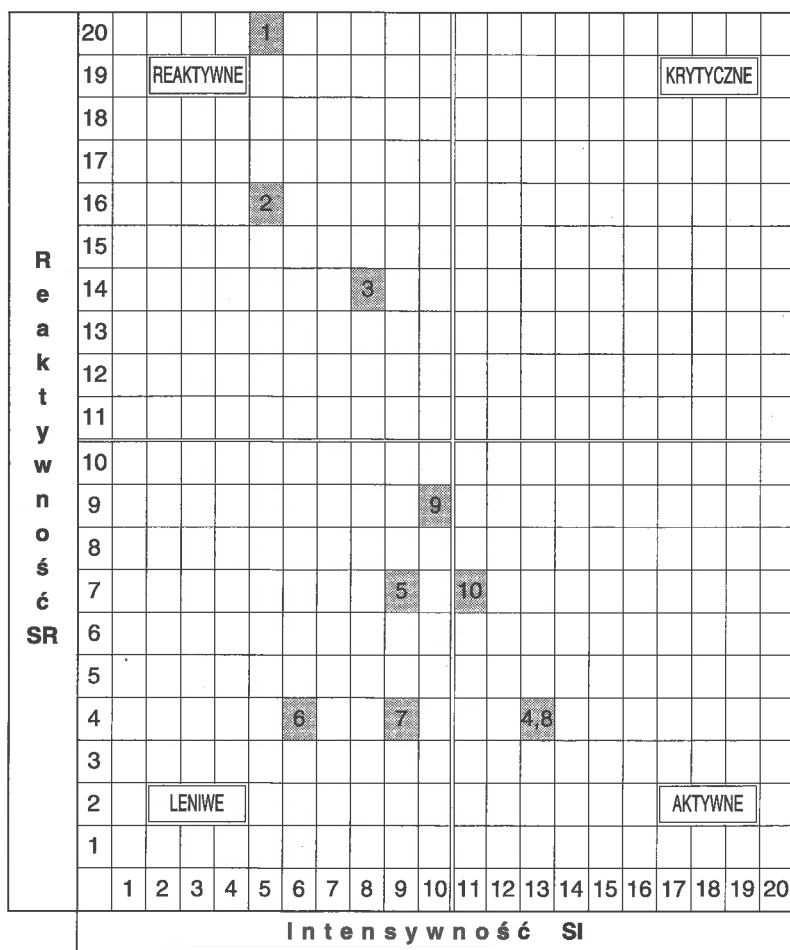 20 1
19 REAKTYWNE KRYTYCZNE
18
17
16 2
15
14 3
13
12
11
10
9 9
8
7 5 10
6
5
4 6 7 4,8
3
2 LENIWE AKTYWNE
1
1 2 3 4 5 6 7 8 9 10 11 12 13 14 15 16 17 18 19 20
Reaktywność
SR
Intensywność SI